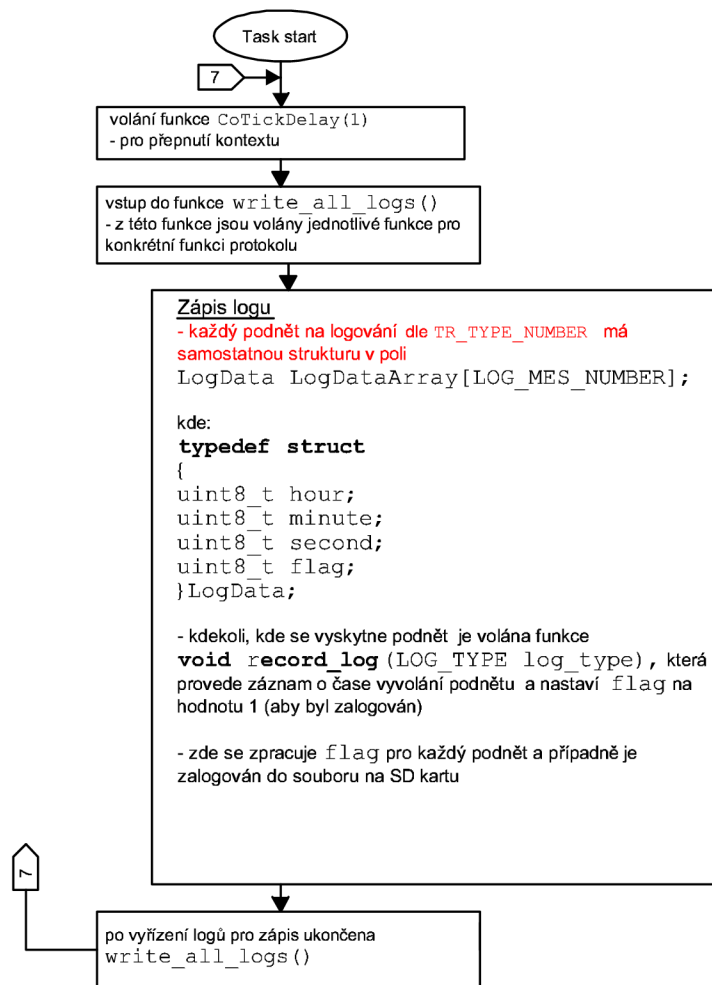 Task start
7
volání funkce CoTickDelay(1)
- pro přepnutí kontextu
vstup do funkce write_all_logs()
- z této funkce jsou volány jednotlivé funkce pro
konkrétní funkci protokolu
Zápis logu
- každý podnět na logování dle TR_TYPE_NUMBER má
samostatnou strukturu v poli
LogData LogDataArray[LOG_MES_NUMBER];
kde:
typedef struct
{
uint8_t hour;
uint8_t minute;
uint8_t second;
uint8_t flag;
}LogData;
- kdekoli, kde se vyskytne podnět je volána funkce
void record_log(LOG_TYPE log_type), která
provede záznam o čase vyvolání podnětu a nastaví flag na
hodnotu 1 (aby byl zalogován)
- zde se zpracuje flag pro každý podnět a případně je
zalogován do souboru na SD kartu
7
po vyřízení logů pro zápis ukončena
write_all_logs()